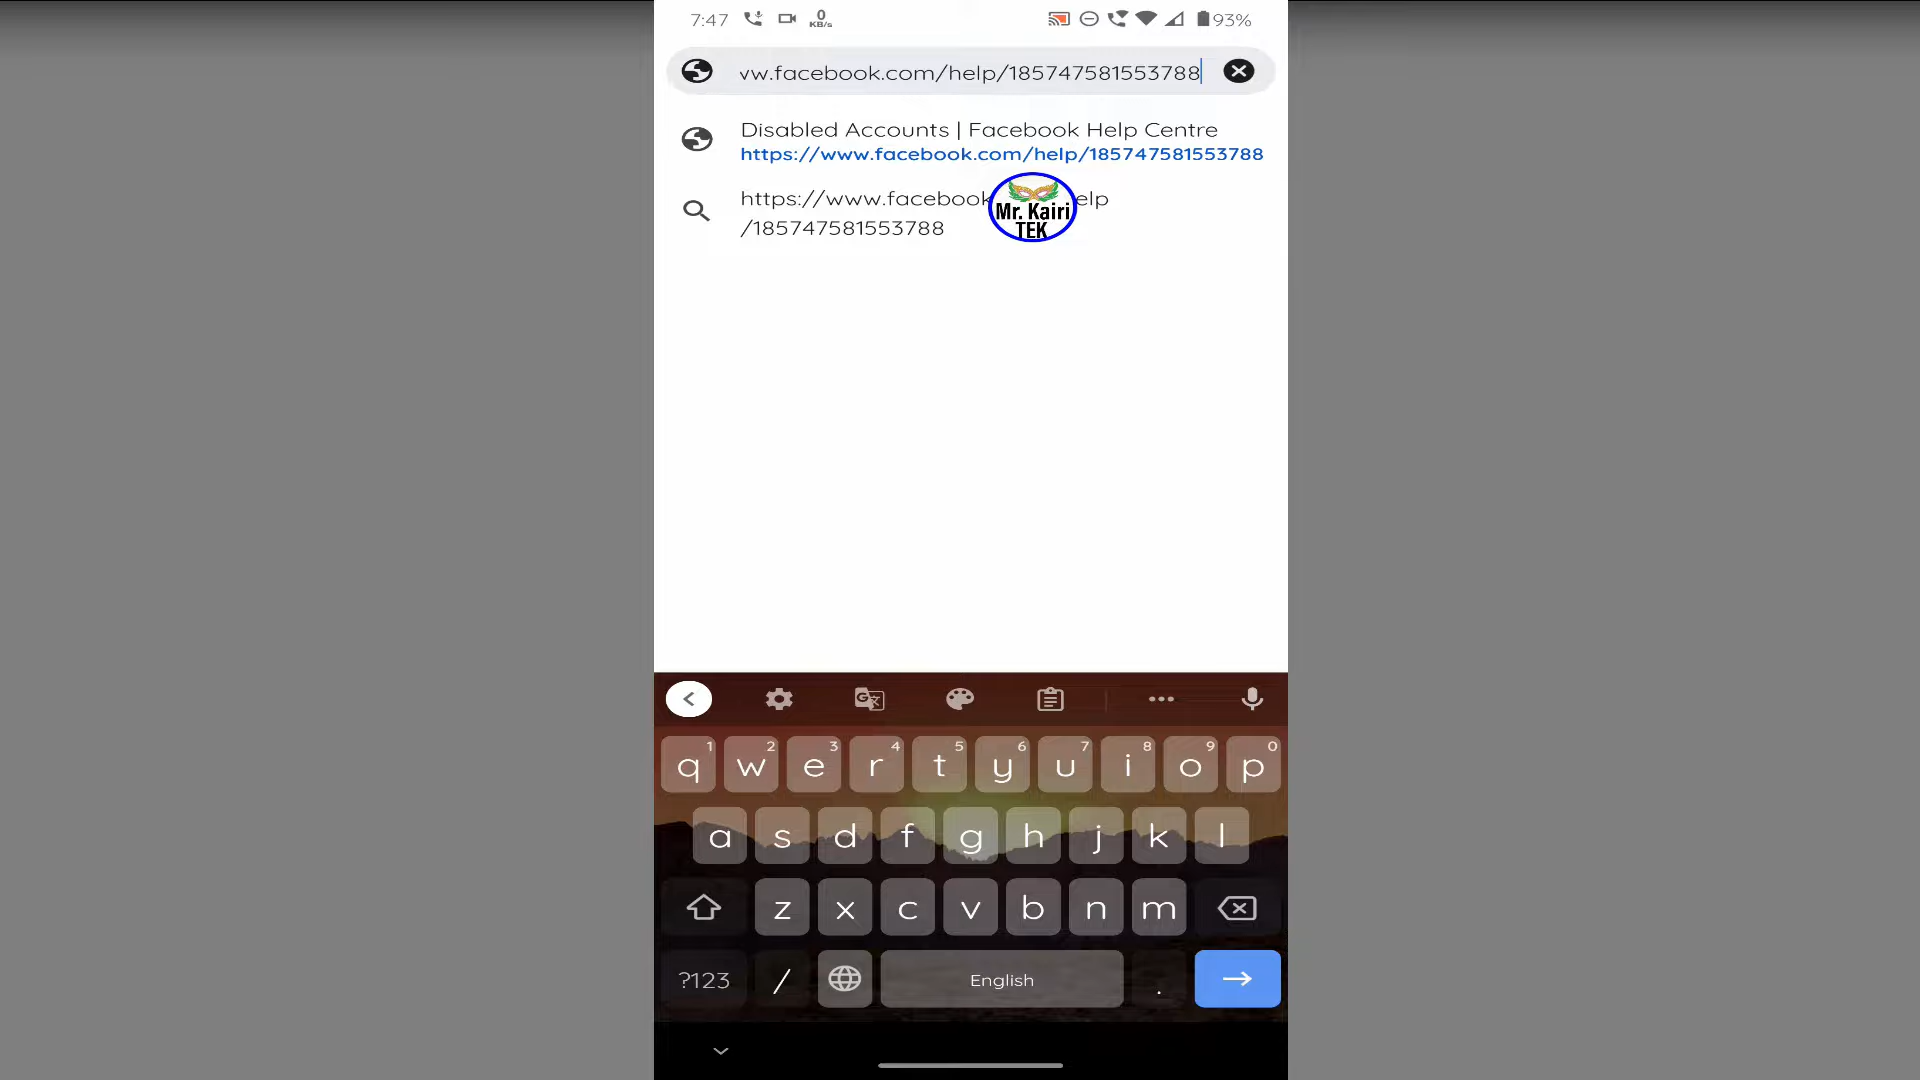 7:47 0 KB/s 93%
vw.facebook.com/help/185747581553788
Disabled Accounts | Facebook Help Centre
https://www.facebook.com/help/185747581553788
https://www.facebook elp
/185747581553788
Mr. Kairi
TEK
1 2 3 4 5 6 7 8 9 0
q w e r t y u i o p
a s d f g h j k l
z x c v b n m
?123 / English .